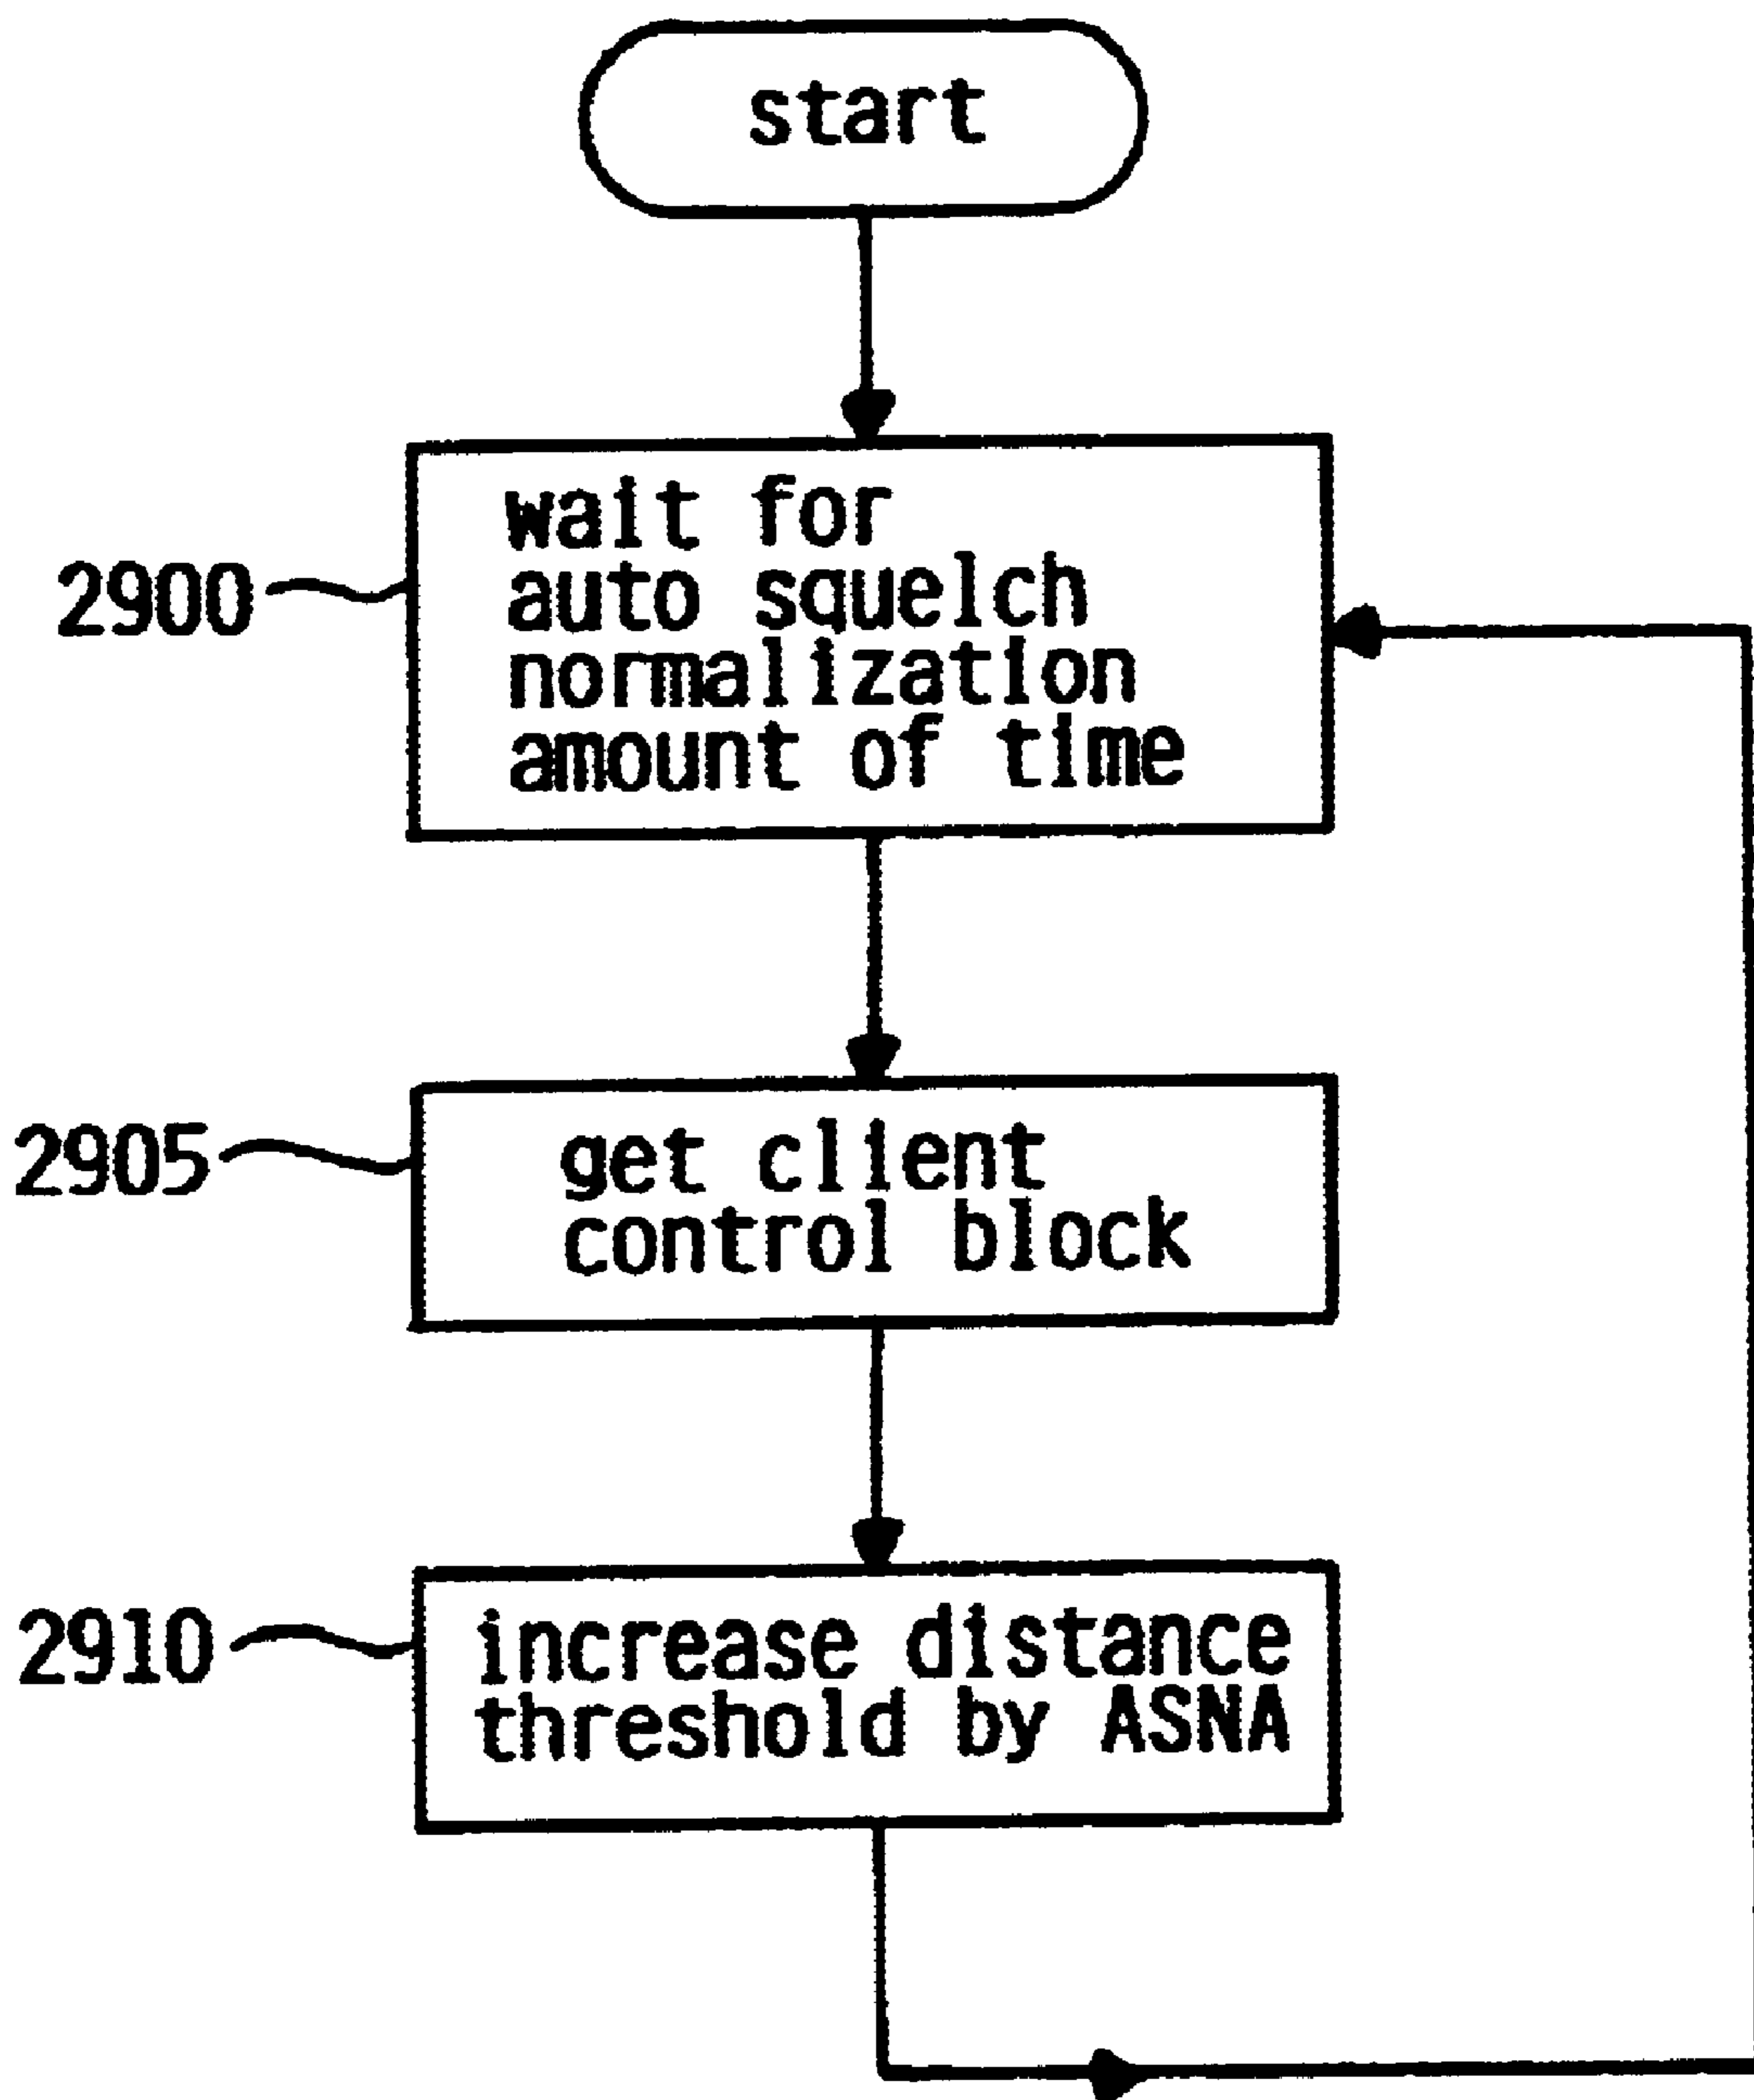 start
2900
wait for
auto squelch
normalization
amount of time
2905
get client
control block
2910
increase distance
threshold by ASNA